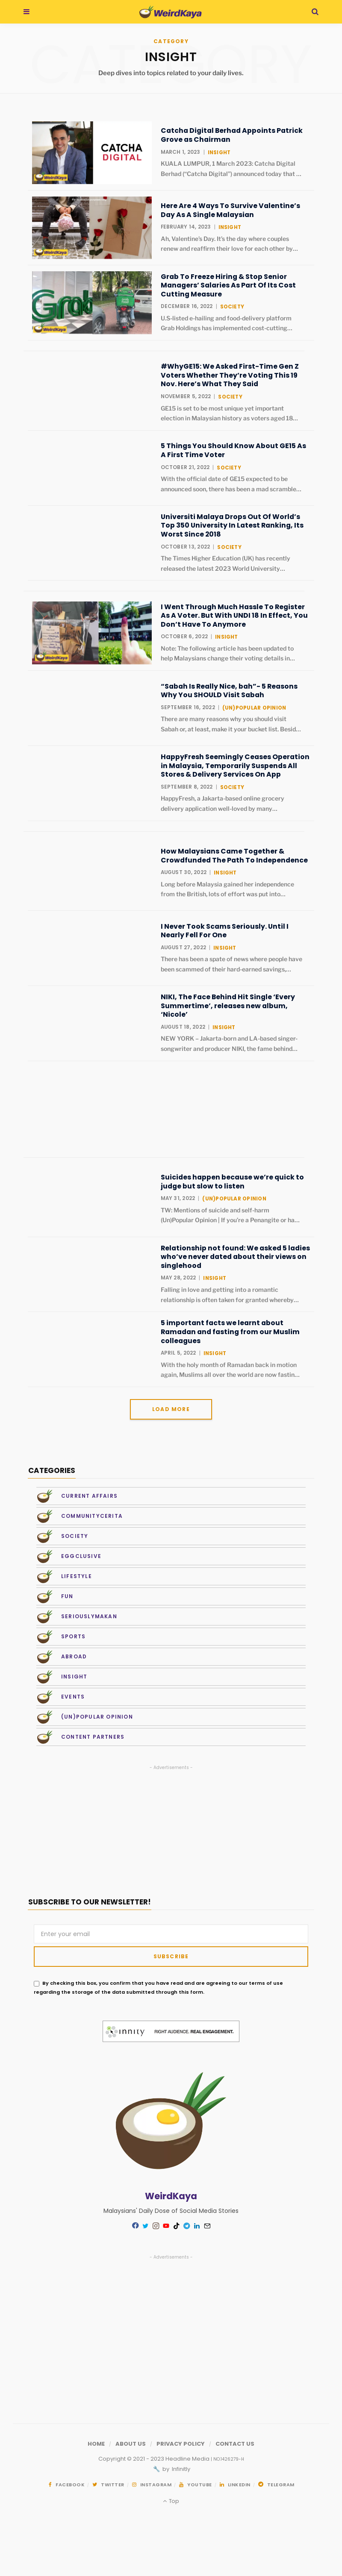 WeirdKaya
CATEGORY
CATEGORY
INSIGHT
Deep dives into topics related to your daily lives.
CATCHA
DIGITAL
WeirdKaya
Catcha Digital Berhad Appoints Patrick
Grove as Chairman
MARCH 1, 2023 | INSIGHT
KUALA LUMPUR, 1 March 2023: Catcha Digital
Berhad (“Catcha Digital”) announced today that ...
WeirdKaya
Here Are 4 Ways To Survive Valentine’s
Day As A Single Malaysian
FEBRUARY 14, 2023 | INSIGHT
Ah, Valentine’s Day. It’s the day where couples
renew and reaffirm their love for each other by...
Grab
WeirdKaya
Grab To Freeze Hiring & Stop Senior
Managers’ Salaries As Part Of Its Cost
Cutting Measure
DECEMBER 16, 2022 | SOCIETY
U.S-listed e-hailing and food-delivery platform
Grab Holdings has implemented cost-cutting...
#WhyGE15: We Asked First-Time Gen Z
Voters Whether They’re Voting This 19
Nov. Here’s What They Said
NOVEMBER 5, 2022 | SOCIETY
GE15 is set to be most unique yet important
election in Malaysian history as voters aged 18...
5 Things You Should Know About GE15 As
A First Time Voter
OCTOBER 21, 2022 | SOCIETY
With the official date of GE15 expected to be
announced soon, there has been a mad scramble...
Universiti Malaya Drops Out Of World’s
Top 350 University In Latest Ranking, Its
Worst Since 2018
OCTOBER 13, 2022 | SOCIETY
The Times Higher Education (UK) has recently
released the latest 2023 World University...
WeirdKaya
I Went Through Much Hassle To Register
As A Voter. But With UNDI 18 In Effect, You
Don’t Have To Anymore
OCTOBER 8, 2022 | INSIGHT
Note: The following article has been updated to
help Malaysians change their voting details in...
“Sabah Is Really Nice, bah”- 5 Reasons
Why You SHOULD Visit Sabah
SEPTEMBER 16, 2022 | (UN)POPULAR OPINION
There are many reasons why you should visit
Sabah or, at least, make it your bucket list. Besid...
HappyFresh Seemingly Ceases Operation
in Malaysia, Temporarily Suspends All
Stores & Delivery Services On App
SEPTEMBER 8, 2022 | SOCIETY
HappyFresh, a Jakarta-based online grocery
delivery application well-loved by many...
How Malaysians Came Together &
Crowdfunded The Path To Independence
AUGUST 30, 2022 | INSIGHT
Long before Malaysia gained her independence
from the British, lots of effort was put into...
I Never Took Scams Seriously. Until I
Nearly Fell For One
AUGUST 27, 2022 | INSIGHT
There has been a spate of news where people have
been scammed of their hard-earned savings,...
NIKI, The Face Behind Hit Single ‘Every
Summertime’, releases new album,
‘Nicole’
AUGUST 18, 2022 | INSIGHT
NEW YORK – Jakarta-born and LA-based singer-
songwriter and producer NIKI, the fame behind...
Suicides happen because we’re quick to
judge but slow to listen
MAY 31, 2022 | (UN)POPULAR OPINION
TW: Mentions of suicide and self-harm
(Un)Popular Opinion | If you’re a Penangite or ha...
Relationship not found: We asked 5 ladies
who’ve never dated about their views on
singlehood
MAY 28, 2022 | INSIGHT
Falling in love and getting into a romantic
relationship is often taken for granted whereby...
5 important facts we learnt about
Ramadan and fasting from our Muslim
colleagues
APRIL 5, 2022 | INSIGHT
With the holy month of Ramadan back in motion
again, Muslims all over the world are now fastin...
LOAD MORE
CATEGORIES
CURRENT AFFAIRS
COMMUNITYCERITA
SOCIETY
EGGCLUSIVE
LIFESTYLE
FUN
SERIOUSLYMAKAN
SPORTS
ABROAD
INSIGHT
EVENTS
(UN)POPULAR OPINION
CONTENT PARTNERS
- Advertisements -
SUBSCRIBE TO OUR NEWSLETTER!
Enter your email
SUBSCRIBE
By checking this box, you confirm that you have read and are agreeing to our terms of use
regarding the storage of the data submitted through this form.
innity RIGHT AUDIENCE. REAL ENGAGEMENT.
WeirdKaya
Malaysians' Daily Dose of Social Media Stories
- Advertisements -
HOME | ABOUT US | PRIVACY POLICY | CONTACT US
Copyright © 2021 - 2023 Headline Media | NO1426279-H
by Infinitly
FACEBOOK / TWITTER / INSTAGRAM / YOUTUBE / LINKEDIN / TELEGRAM
Top